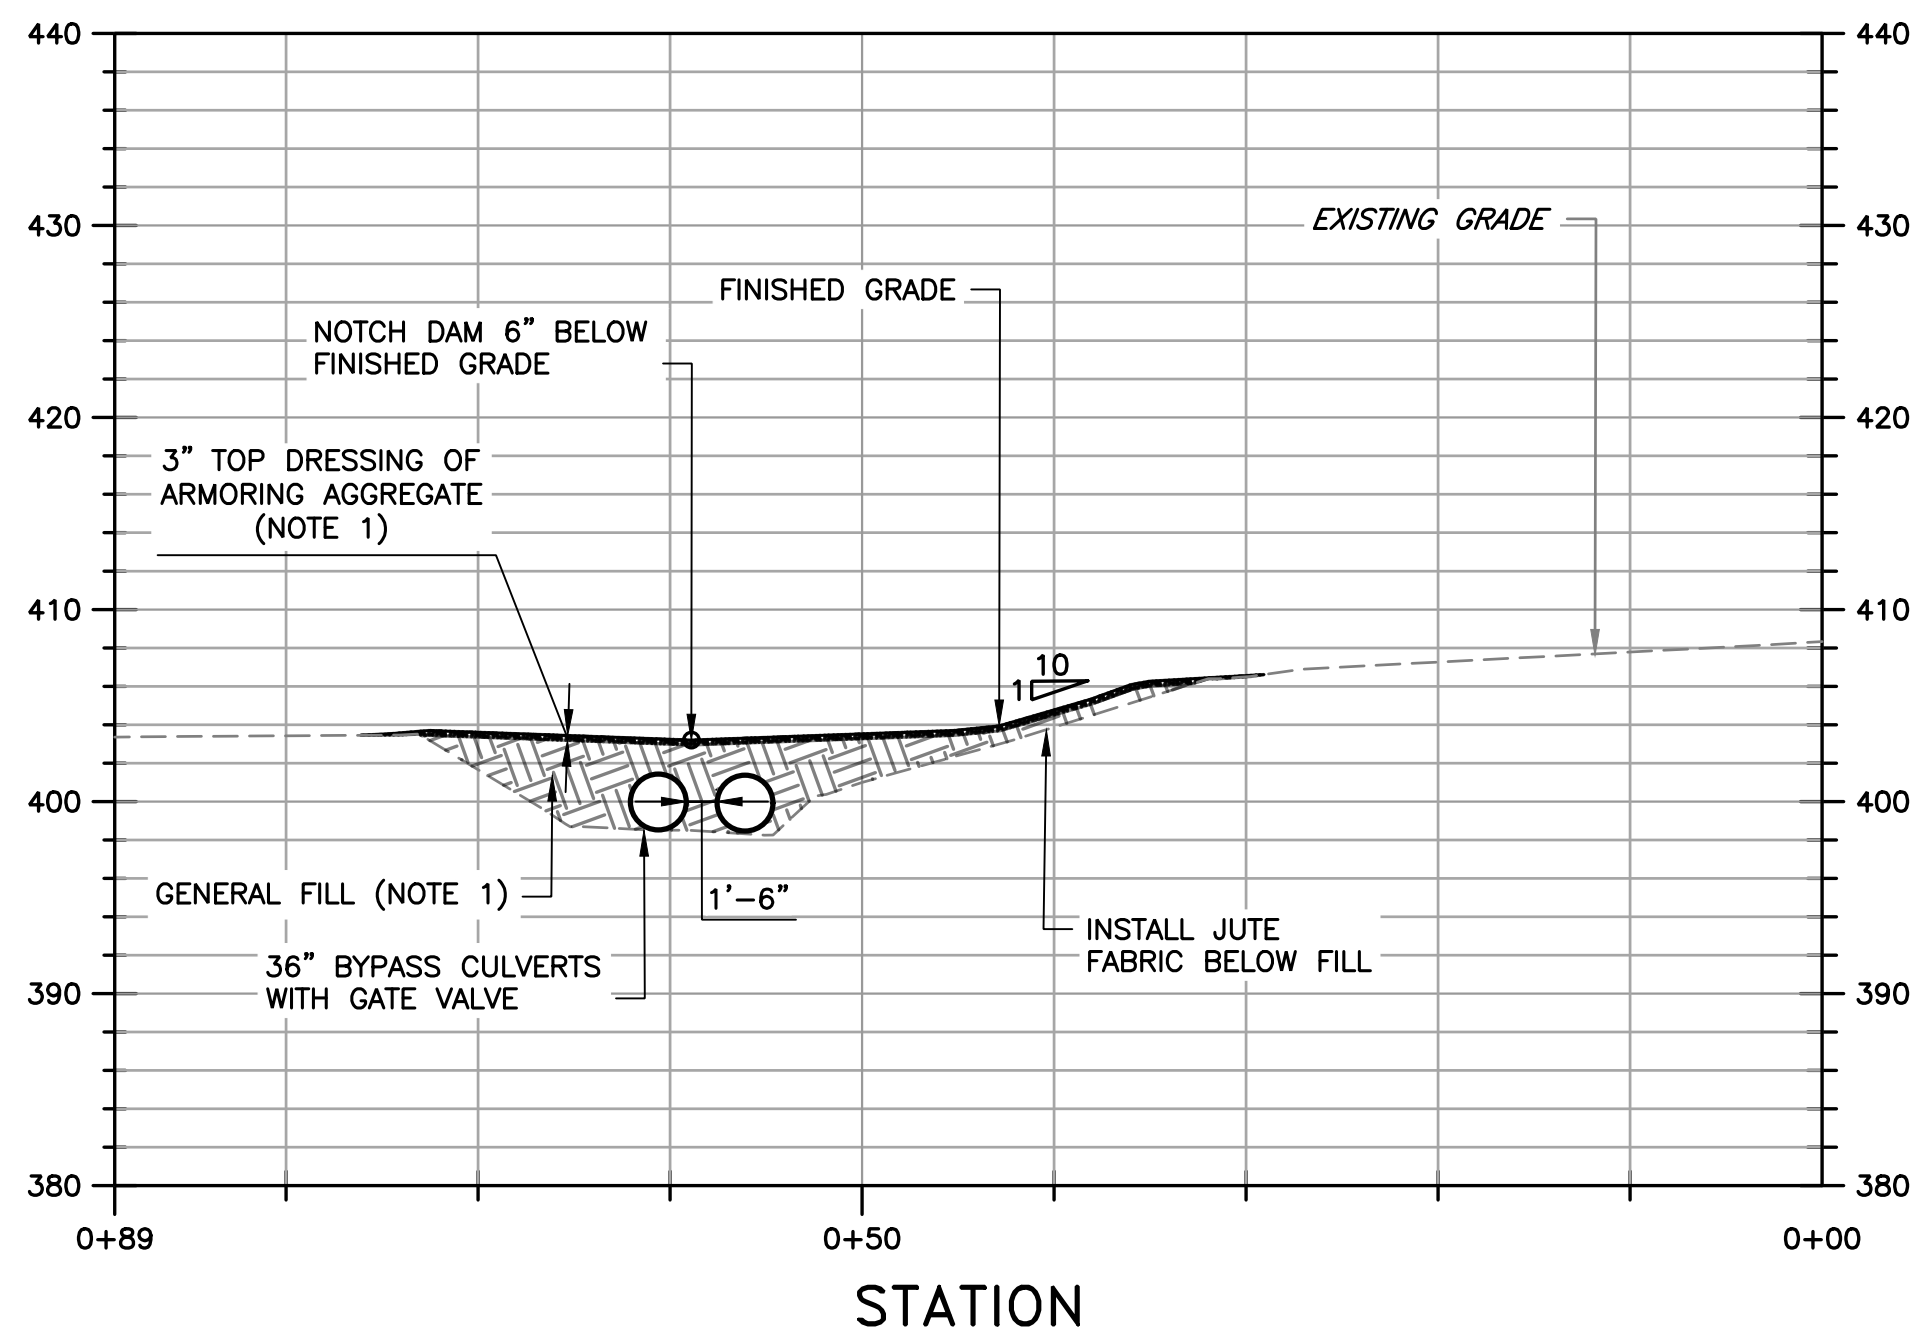 440
440
430
EXISTING GRADE
430
FINISHED GRADE
NOTCH DAM 6” BELOW
FINISHED GRADE
420
420
3” TOP DRESSING OF
ARMORING AGGREGATE
(NOTE 1)
410
410
10
1
400
400
GENERAL FILL (NOTE 1)
1’–6”
INSTALL JUTE
FABRIC BELOW FILL
36” BYPASS CULVERTS
WITH GATE VALVE
390
390
380
380
0+89
0+50
0+00
STATION